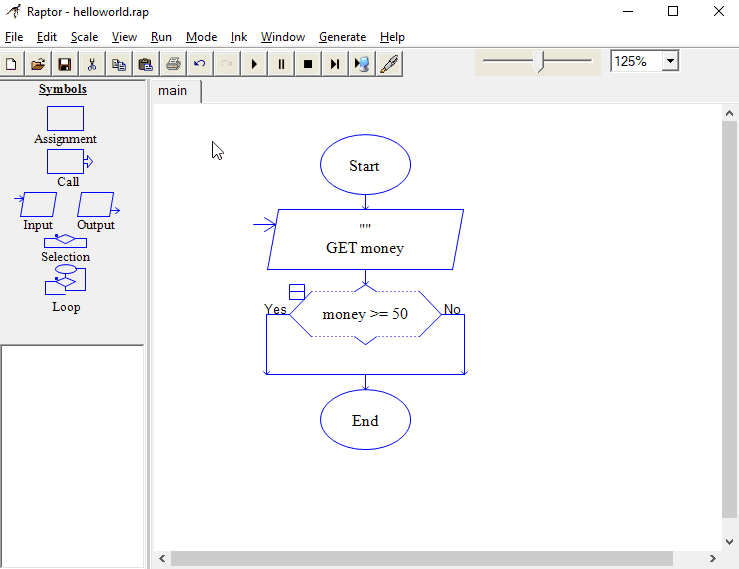 Raptor - helloworld.rap
File Edit Scale View Run Mode Ink Window Generate Help
125%
Symbols
Assignment
Call
Input Output
Selection
Loop
main
Start
""
GET money
Yes money >= 50 No
End